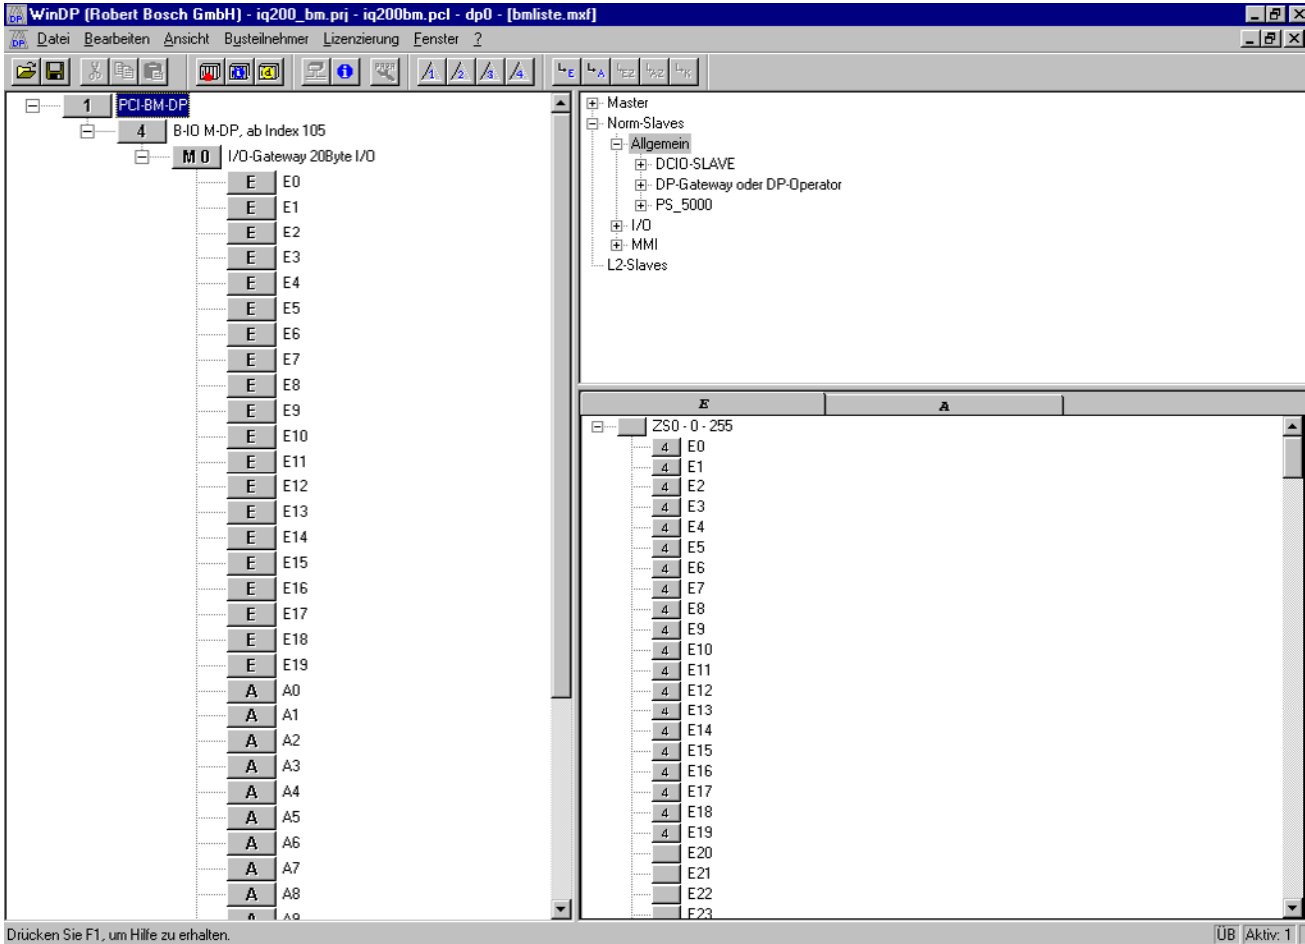 WinDP (Robert Bosch GmbH) - iq200_bm.prj - iq200bm.pcl - dp0 - [bmliste.mxf]
Datei Bearbeiten Ansicht Busteilnehmer Lizenzierung Fenster ?
1 PCI-BM-DP
4 B-IO M-DP, ab Index 105
M 0 I/O-Gateway 20Byte I/O
E E0
E E1
E E2
E E3
E E4
E E5
E E6
E E7
E E8
E E9
E E10
E E11
E E12
E E13
E E14
E E15
E E16
E E17
E E18
E E19
A A0
A A1
A A2
A A3
A A4
A A5
A A6
A A7
A A8
A A9
Master
Norm-Slaves
Allgemein
DCIO-SLAVE
DP-Gateway oder DP-Operator
PS_5000
I/O
MMI
L2-Slaves
E A
ZS0 - 0 - 255
4 E0
4 E1
4 E2
4 E3
4 E4
4 E5
4 E6
4 E7
4 E8
4 E9
4 E10
4 E11
4 E12
4 E13
4 E14
4 E15
4 E16
4 E17
4 E18
4 E19
E20
E21
E22
E23
Drücken Sie F1, um Hilfe zu erhalten.
ÜB Aktiv: 1